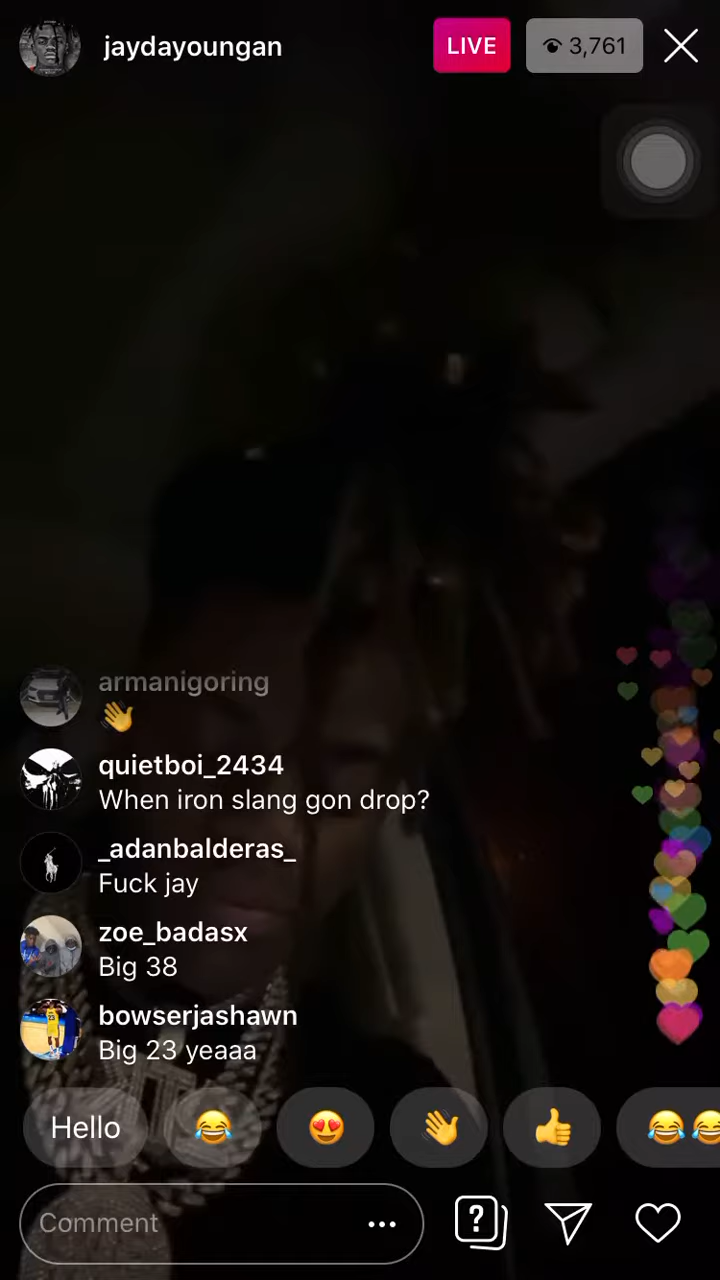 jaydayoungan
LIVE
3,761
armanigoring
👋
quietboi_2434
When iron slang gon drop?
_adanbalderas_
Fuck jay
zoe_badasx
Big 38
bowserjashawn
Big 23 yeaaa
Hello 😂 😍 👋 👍 😂😂
Comment